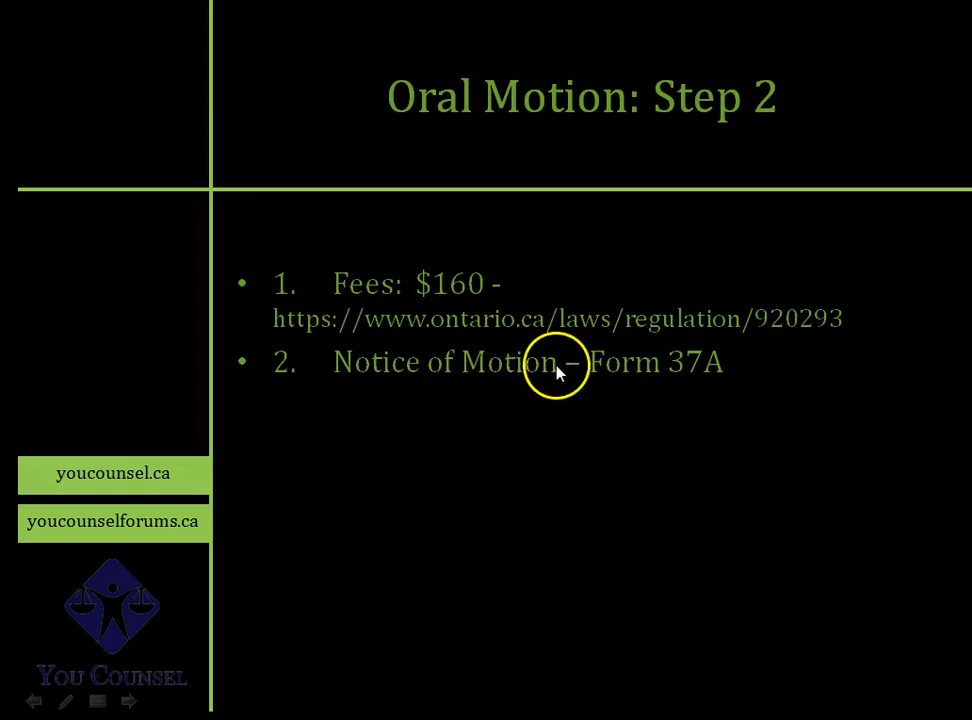 Oral Motion: Step 2
• 1. Fees: $160 -
https://www.ontario.ca/laws/regulation/920293
• 2. Notice of Motion – Form 37A
youcounsel.ca
youcounselforums.ca
YOU COUNSEL